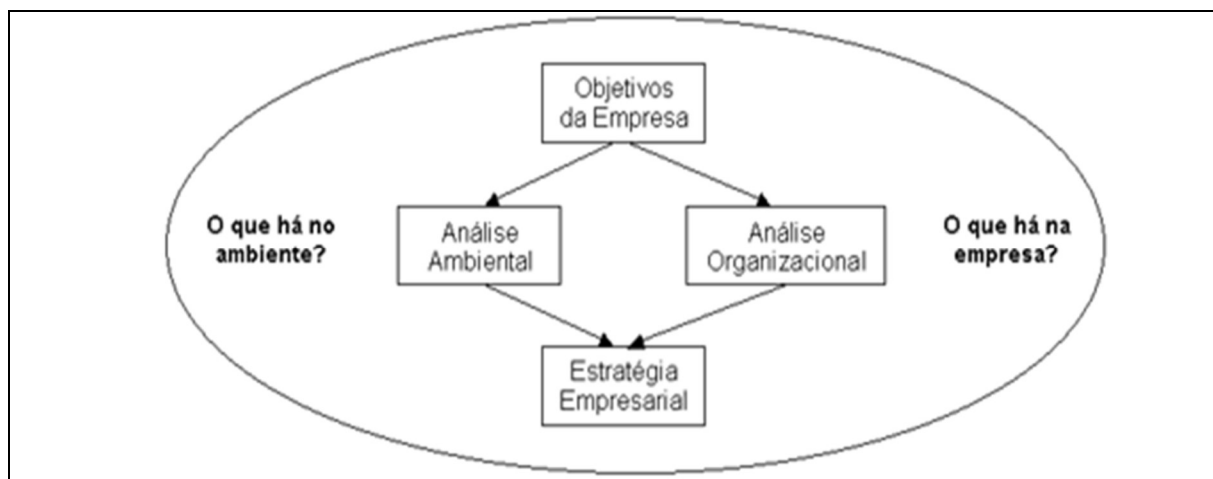 Objetivos
da Empresa
O que há no
ambiente?
Análise
Ambiental
Análise
Organizacional
O que há na
empresa?
Estratégia
Empresarial